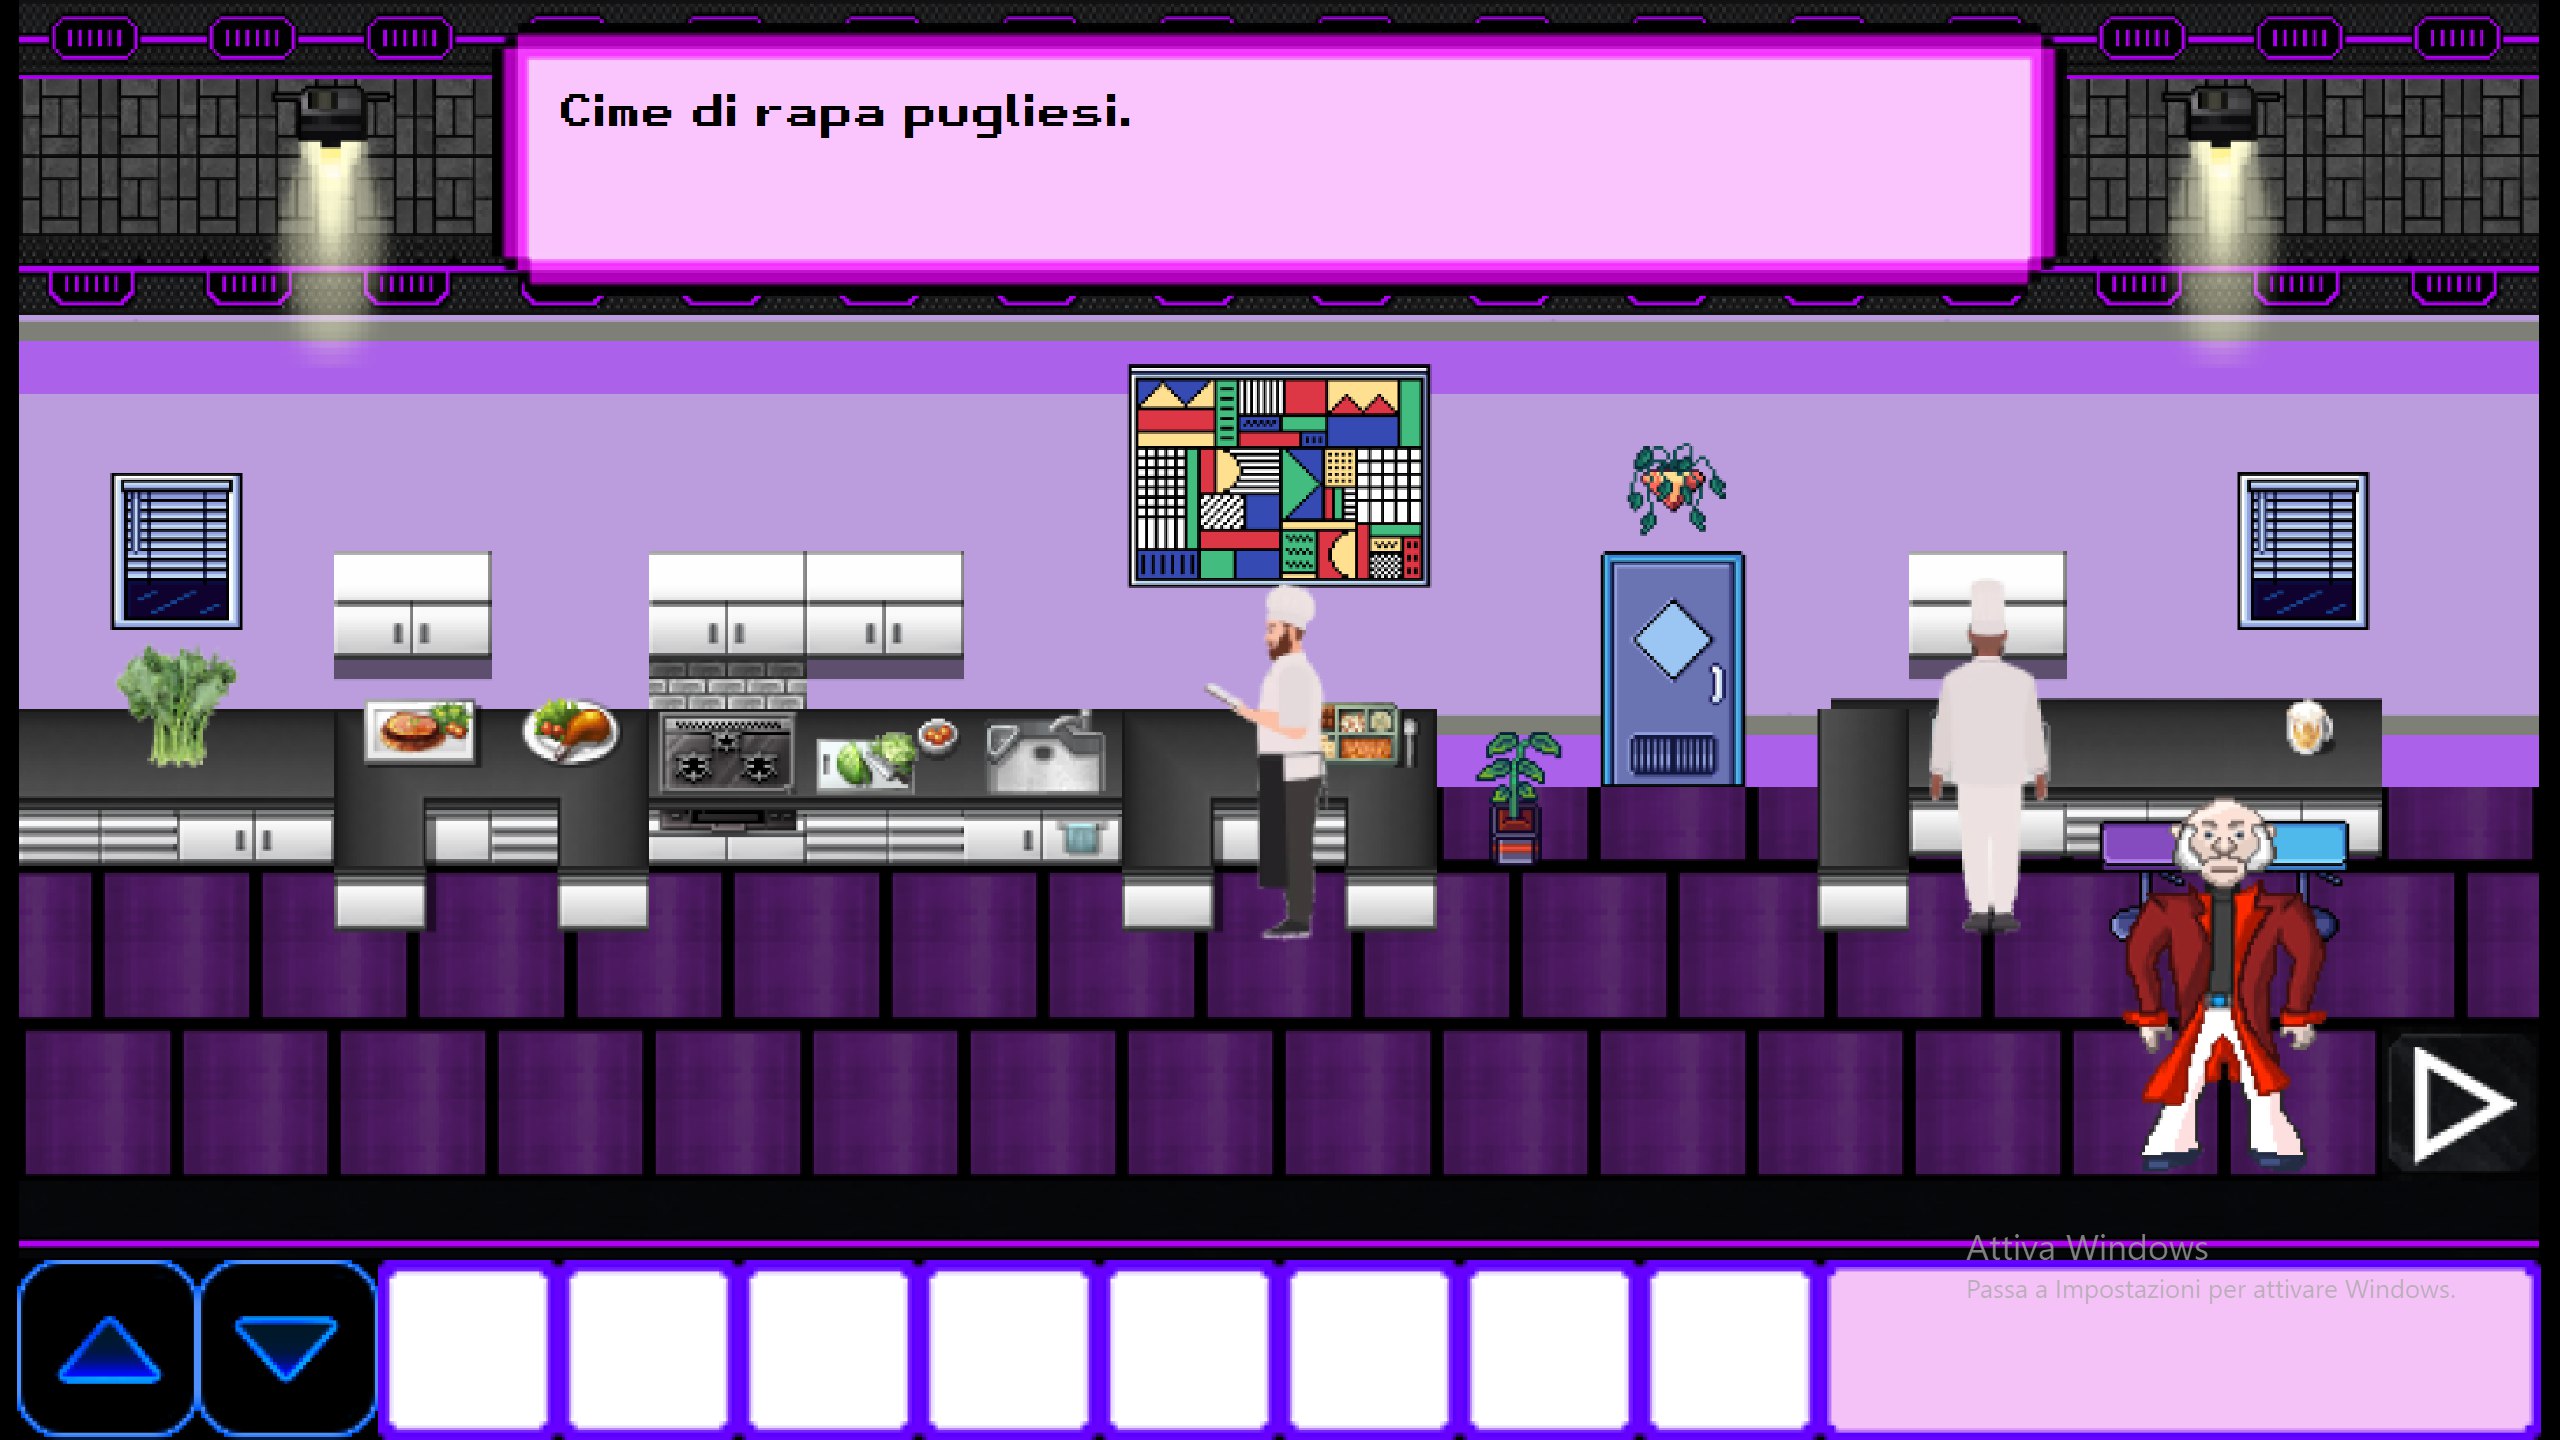 Cime di rapa pugliesi.
Attiva Windows
Passa a Impostazioni per attivare Windows.